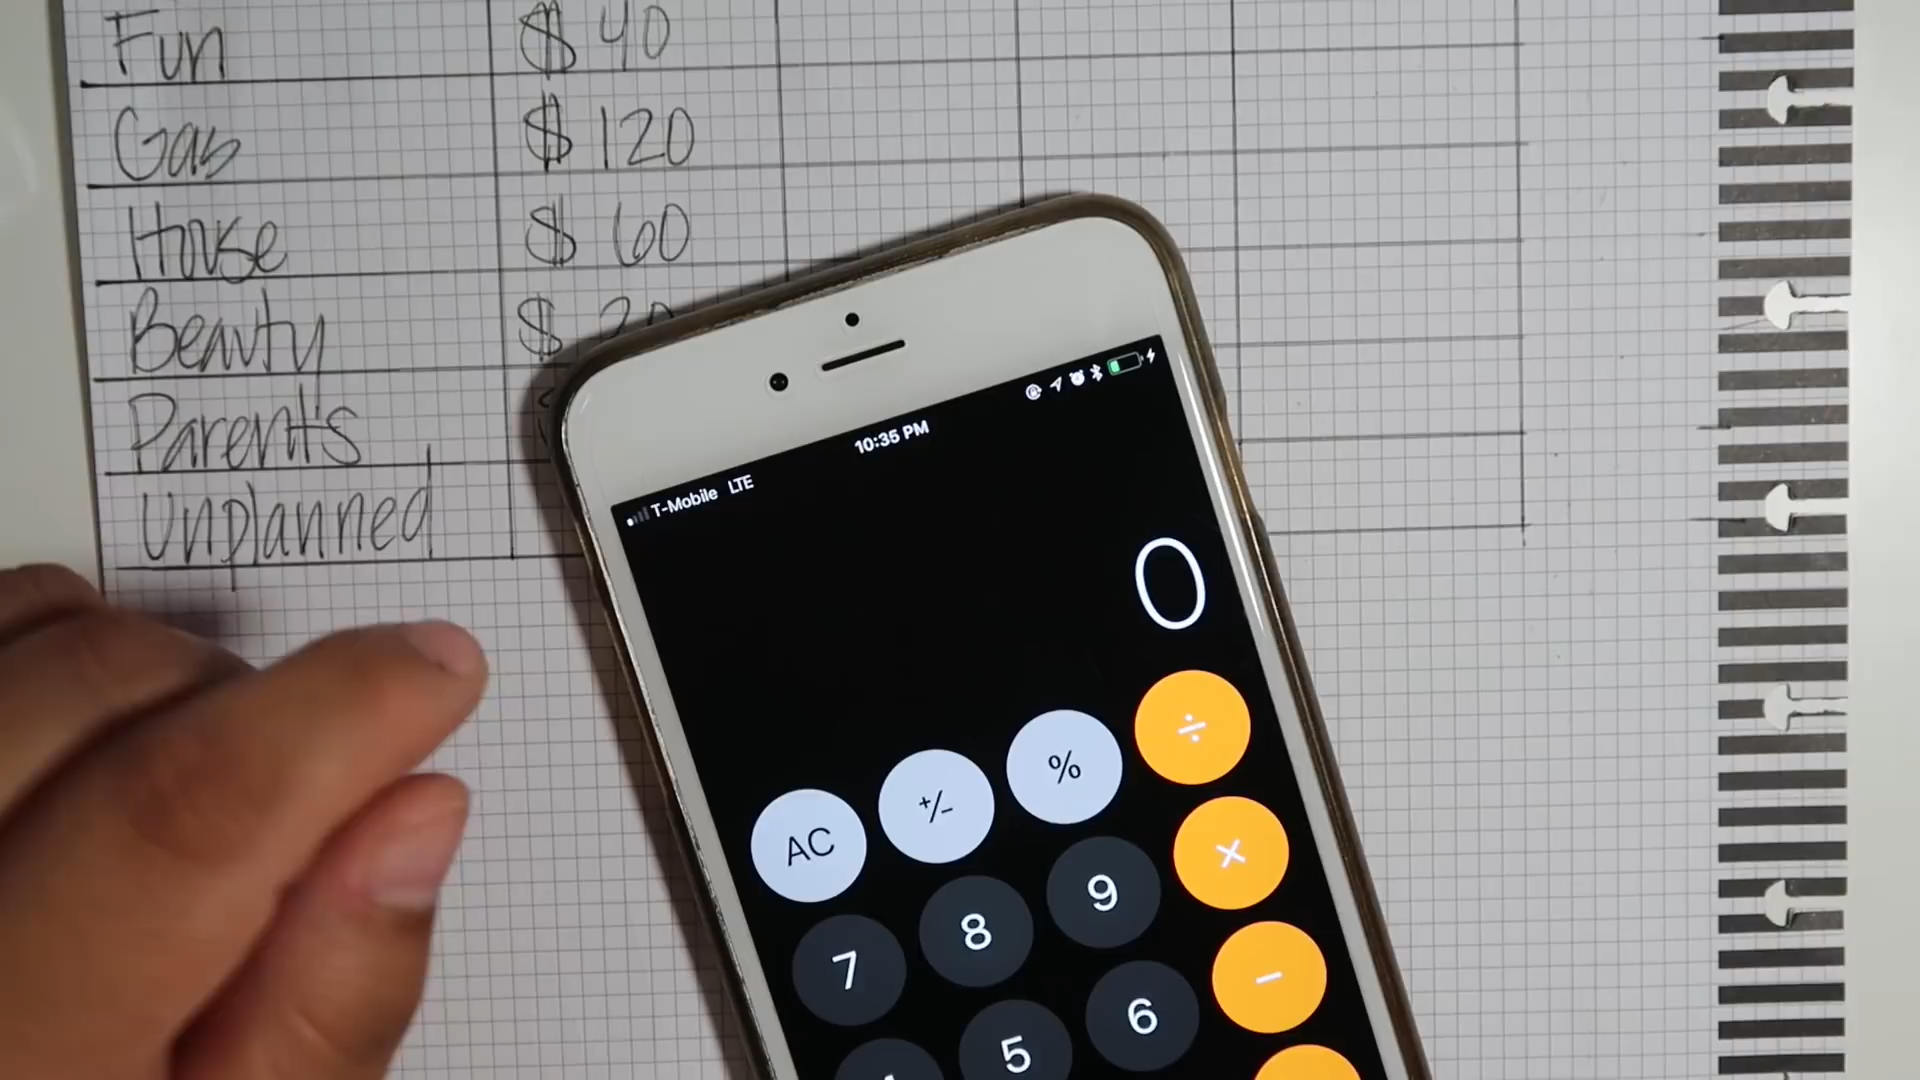 Fun $ 40
Gas $ 120
House $ 60
Beauty $
Parent's
Unplanned
10:35 PM
T-Mobile LTE
0
AC +/- % ÷
7 8 9 ×
5 6 −